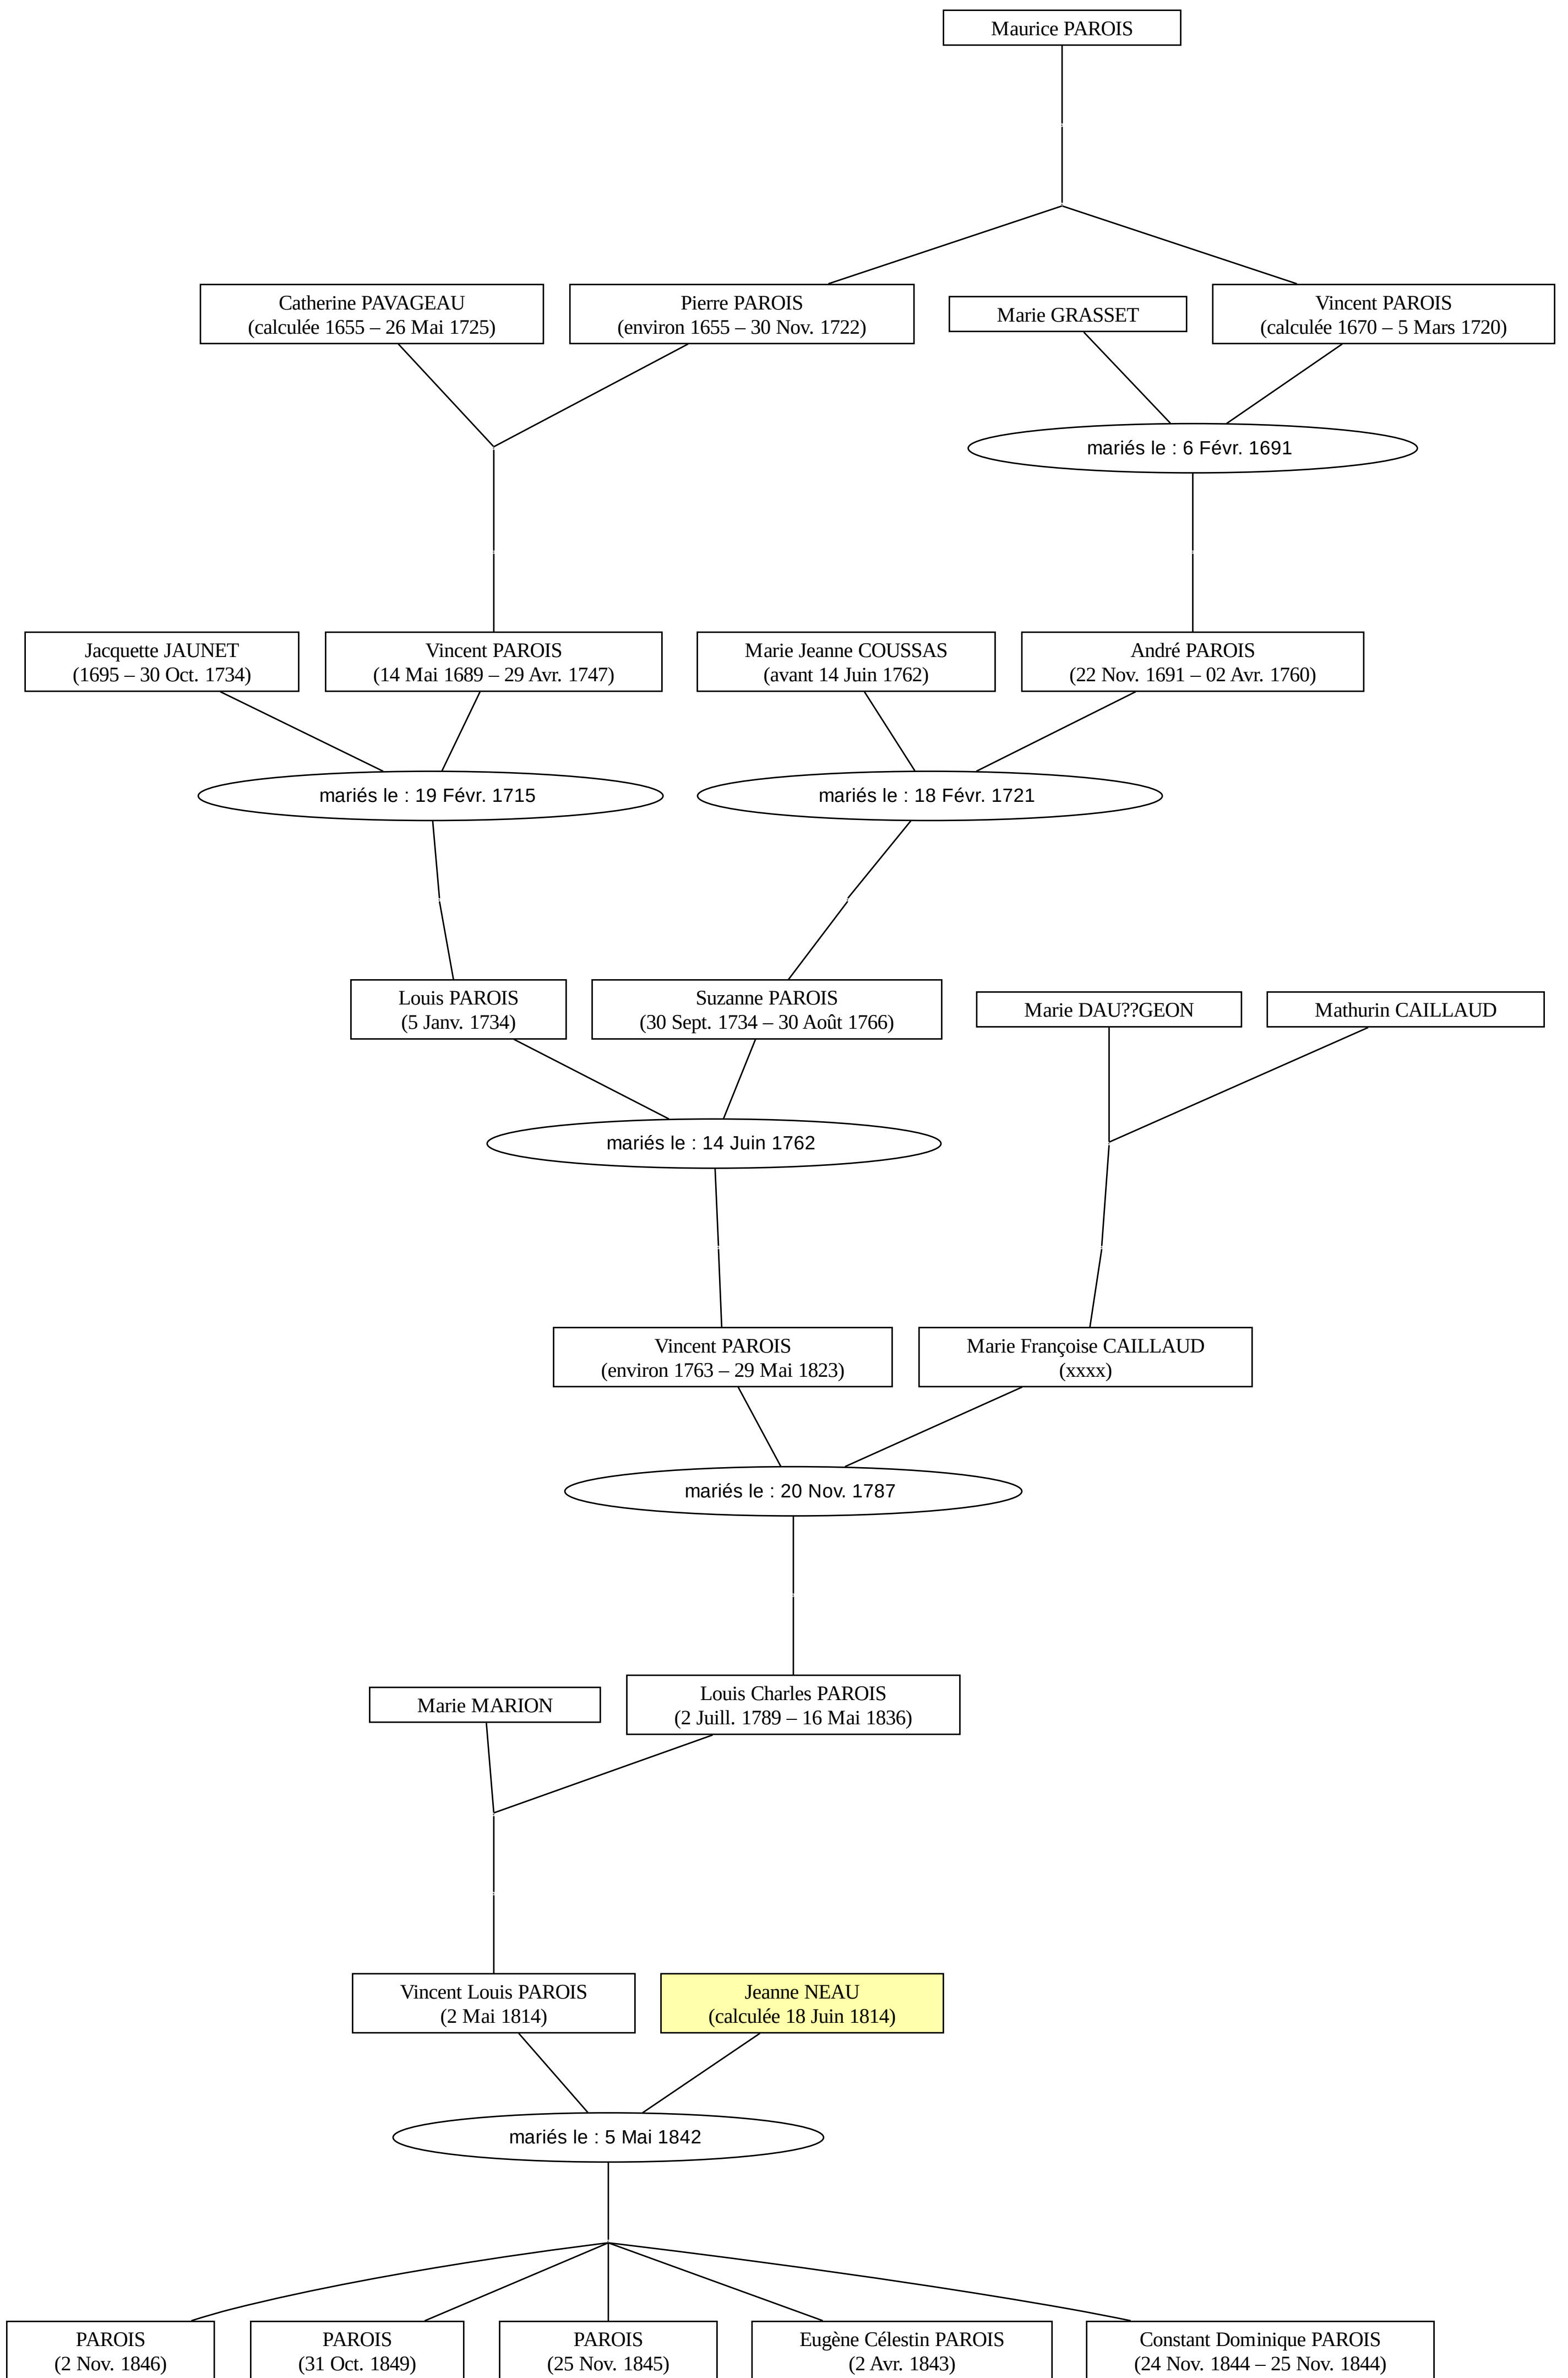 Maurice PAROIS
Catherine PAVAGEAU
(calculée 1655 – 26 Mai 1725)
Pierre PAROIS
(environ 1655 – 30 Nov. 1722)
Marie GRASSET
Vincent PAROIS
(calculée 1670 – 5 Mars 1720)
mariés le : 6 Févr. 1691
Jacquette JAUNET
(1695 – 30 Oct. 1734)
Vincent PAROIS
(14 Mai 1689 – 29 Avr. 1747)
Marie Jeanne COUSSAS
(avant 14 Juin 1762)
André PAROIS
(22 Nov. 1691 – 02 Avr. 1760)
mariés le : 19 Févr. 1715
mariés le : 18 Févr. 1721
Louis PAROIS
(5 Janv. 1734)
Suzanne PAROIS
(30 Sept. 1734 – 30 Août 1766)
Marie DAU??GEON
Mathurin CAILLAUD
mariés le : 14 Juin 1762
Vincent PAROIS
(environ 1763 – 29 Mai 1823)
Marie Françoise CAILLAUD
(xxxx)
mariés le : 20 Nov. 1787
Marie MARION
Louis Charles PAROIS
(2 Juill. 1789 – 16 Mai 1836)
Vincent Louis PAROIS
(2 Mai 1814)
Jeanne NEAU
(calculée 18 Juin 1814)
mariés le : 5 Mai 1842
PAROIS
(2 Nov. 1846)
PAROIS
(31 Oct. 1849)
PAROIS
(25 Nov. 1845)
Eugène Célestin PAROIS
(2 Avr. 1843)
Constant Dominique PAROIS
(24 Nov. 1844 – 25 Nov. 1844)